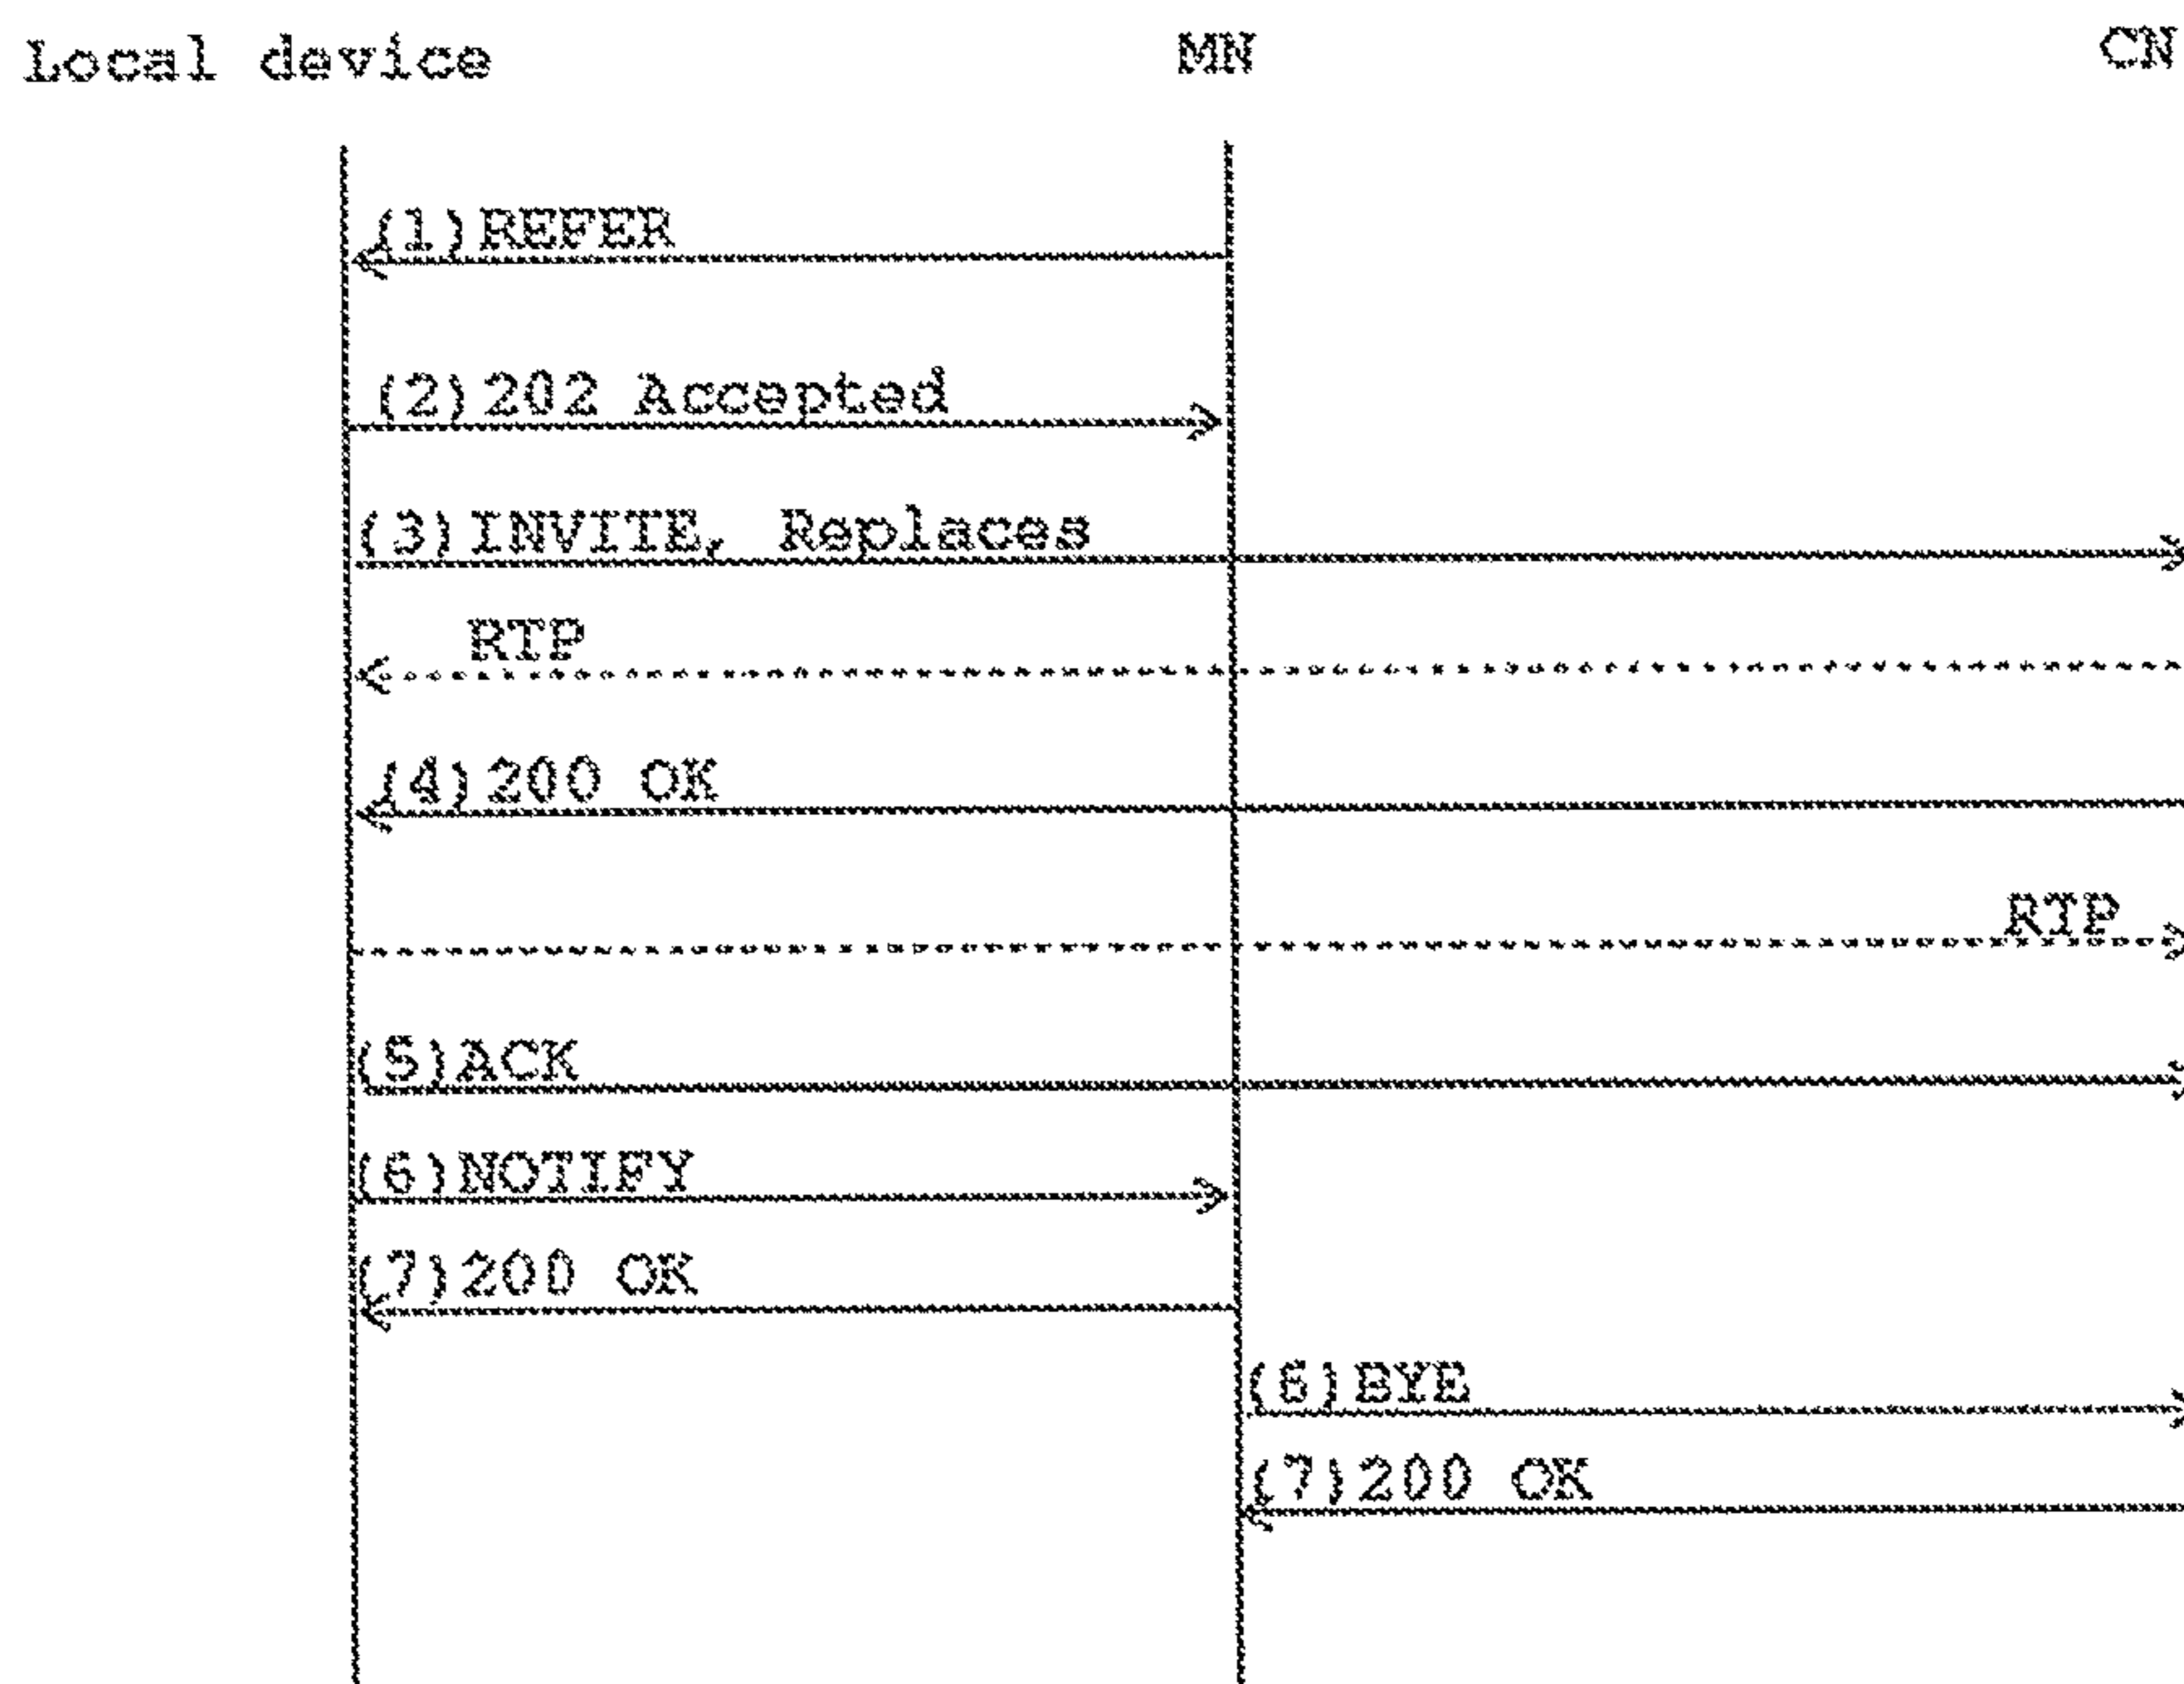 Local device MN CN
(1)REFER
(2)202 Accepted
(3)INVITE, Replaces
RTP
(4)200 OK
RTP
(5)ACK
(6)NOTIFY
(7)200 OK
(6)BYE
(7)200 OK